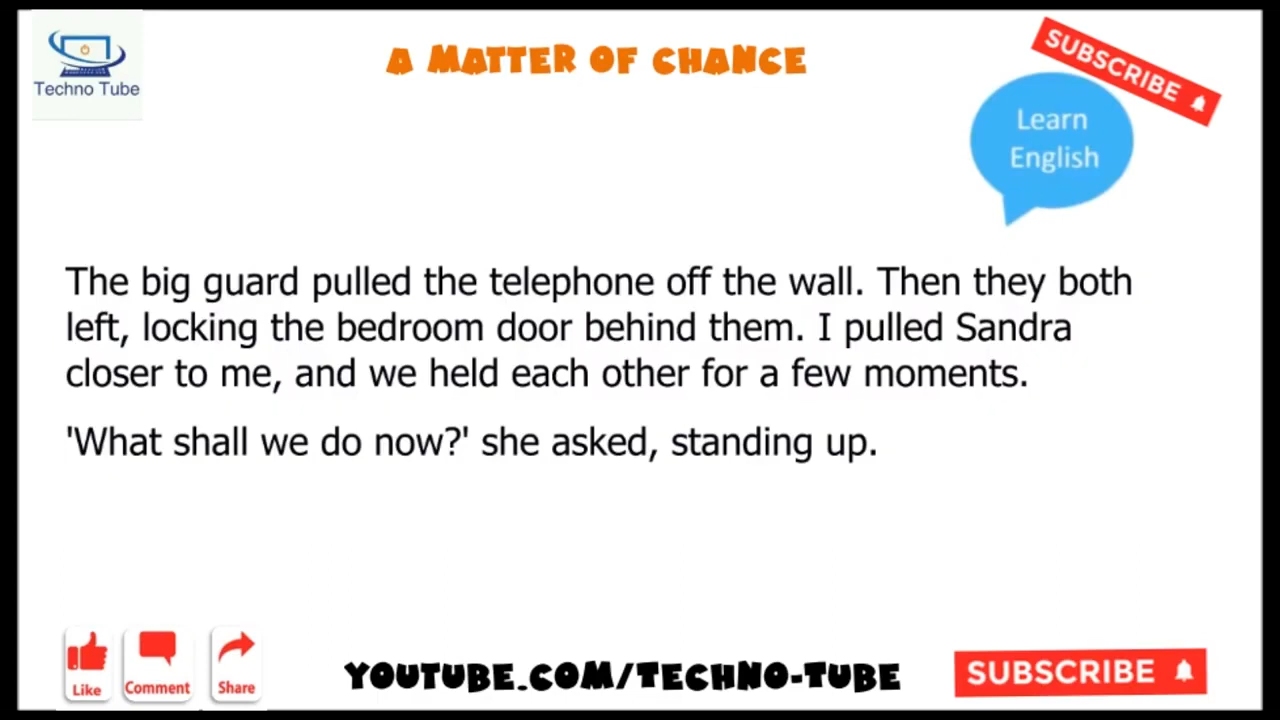 Techno Tube
A MATTER OF CHANCE
SUBSCRIBE
Learn
English
The big guard pulled the telephone off the wall. Then they both
left, locking the bedroom door behind them. I pulled Sandra
closer to me, and we held each other for a few moments.
'What shall we do now?' she asked, standing up.
Like
Comment
Share
YOUTUBE.COM/TECHNO-TUBE
SUBSCRIBE